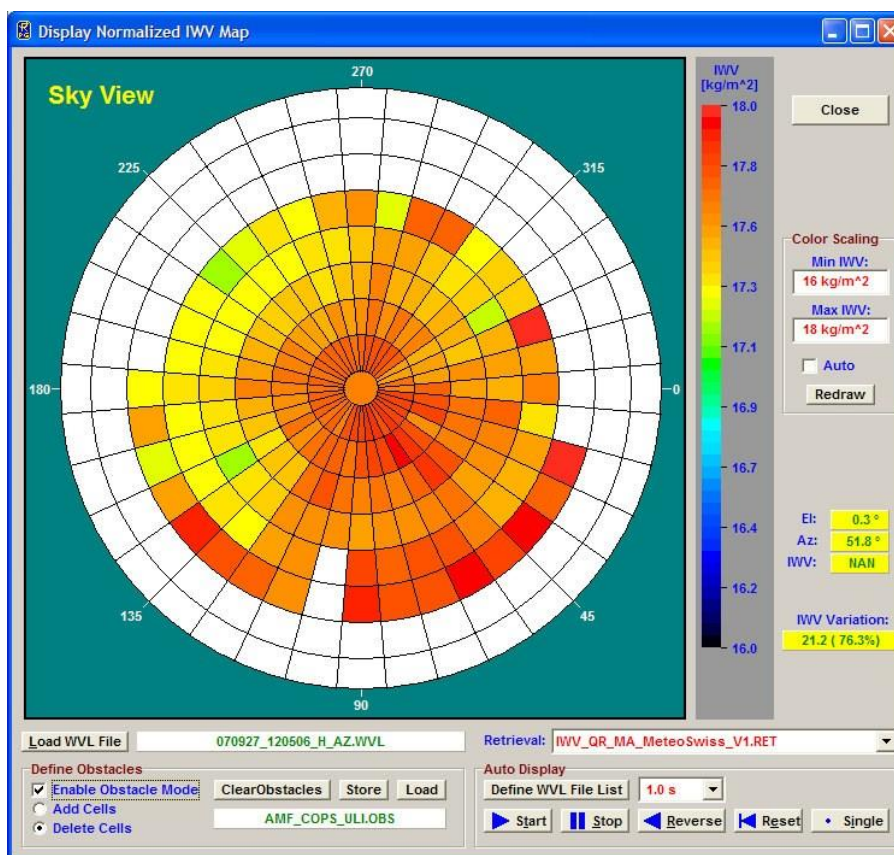 Display Normalized IWV Map
Sky View
270
225
315
180
0
135
45
90
IWV
[kg/m^2]
18.0
17.8
17.6
17.3
17.1
16.9
16.7
16.4
16.2
16.0
Close
Color Scaling
Min IWV:
16 kg/m^2
Max IWV:
18 kg/m^2
Auto
Redraw
El: 0.3 °
Az: 51.8 °
IWV: NAN
IWV Variation:
21.2 ( 76.3%)
Load WVL File 070927_120506_H_AZ.WVL
Retrieval: IWV_QR_MA_MeteoSwiss_V1.RET
Define Obstacles
Enable Obstacle Mode ClearObstacles Store Load
Add Cells
Delete Cells AMF_COPS_ULI.OBS
Auto Display
Define WVL File List 1.0 s
Start Stop Reverse Reset Single